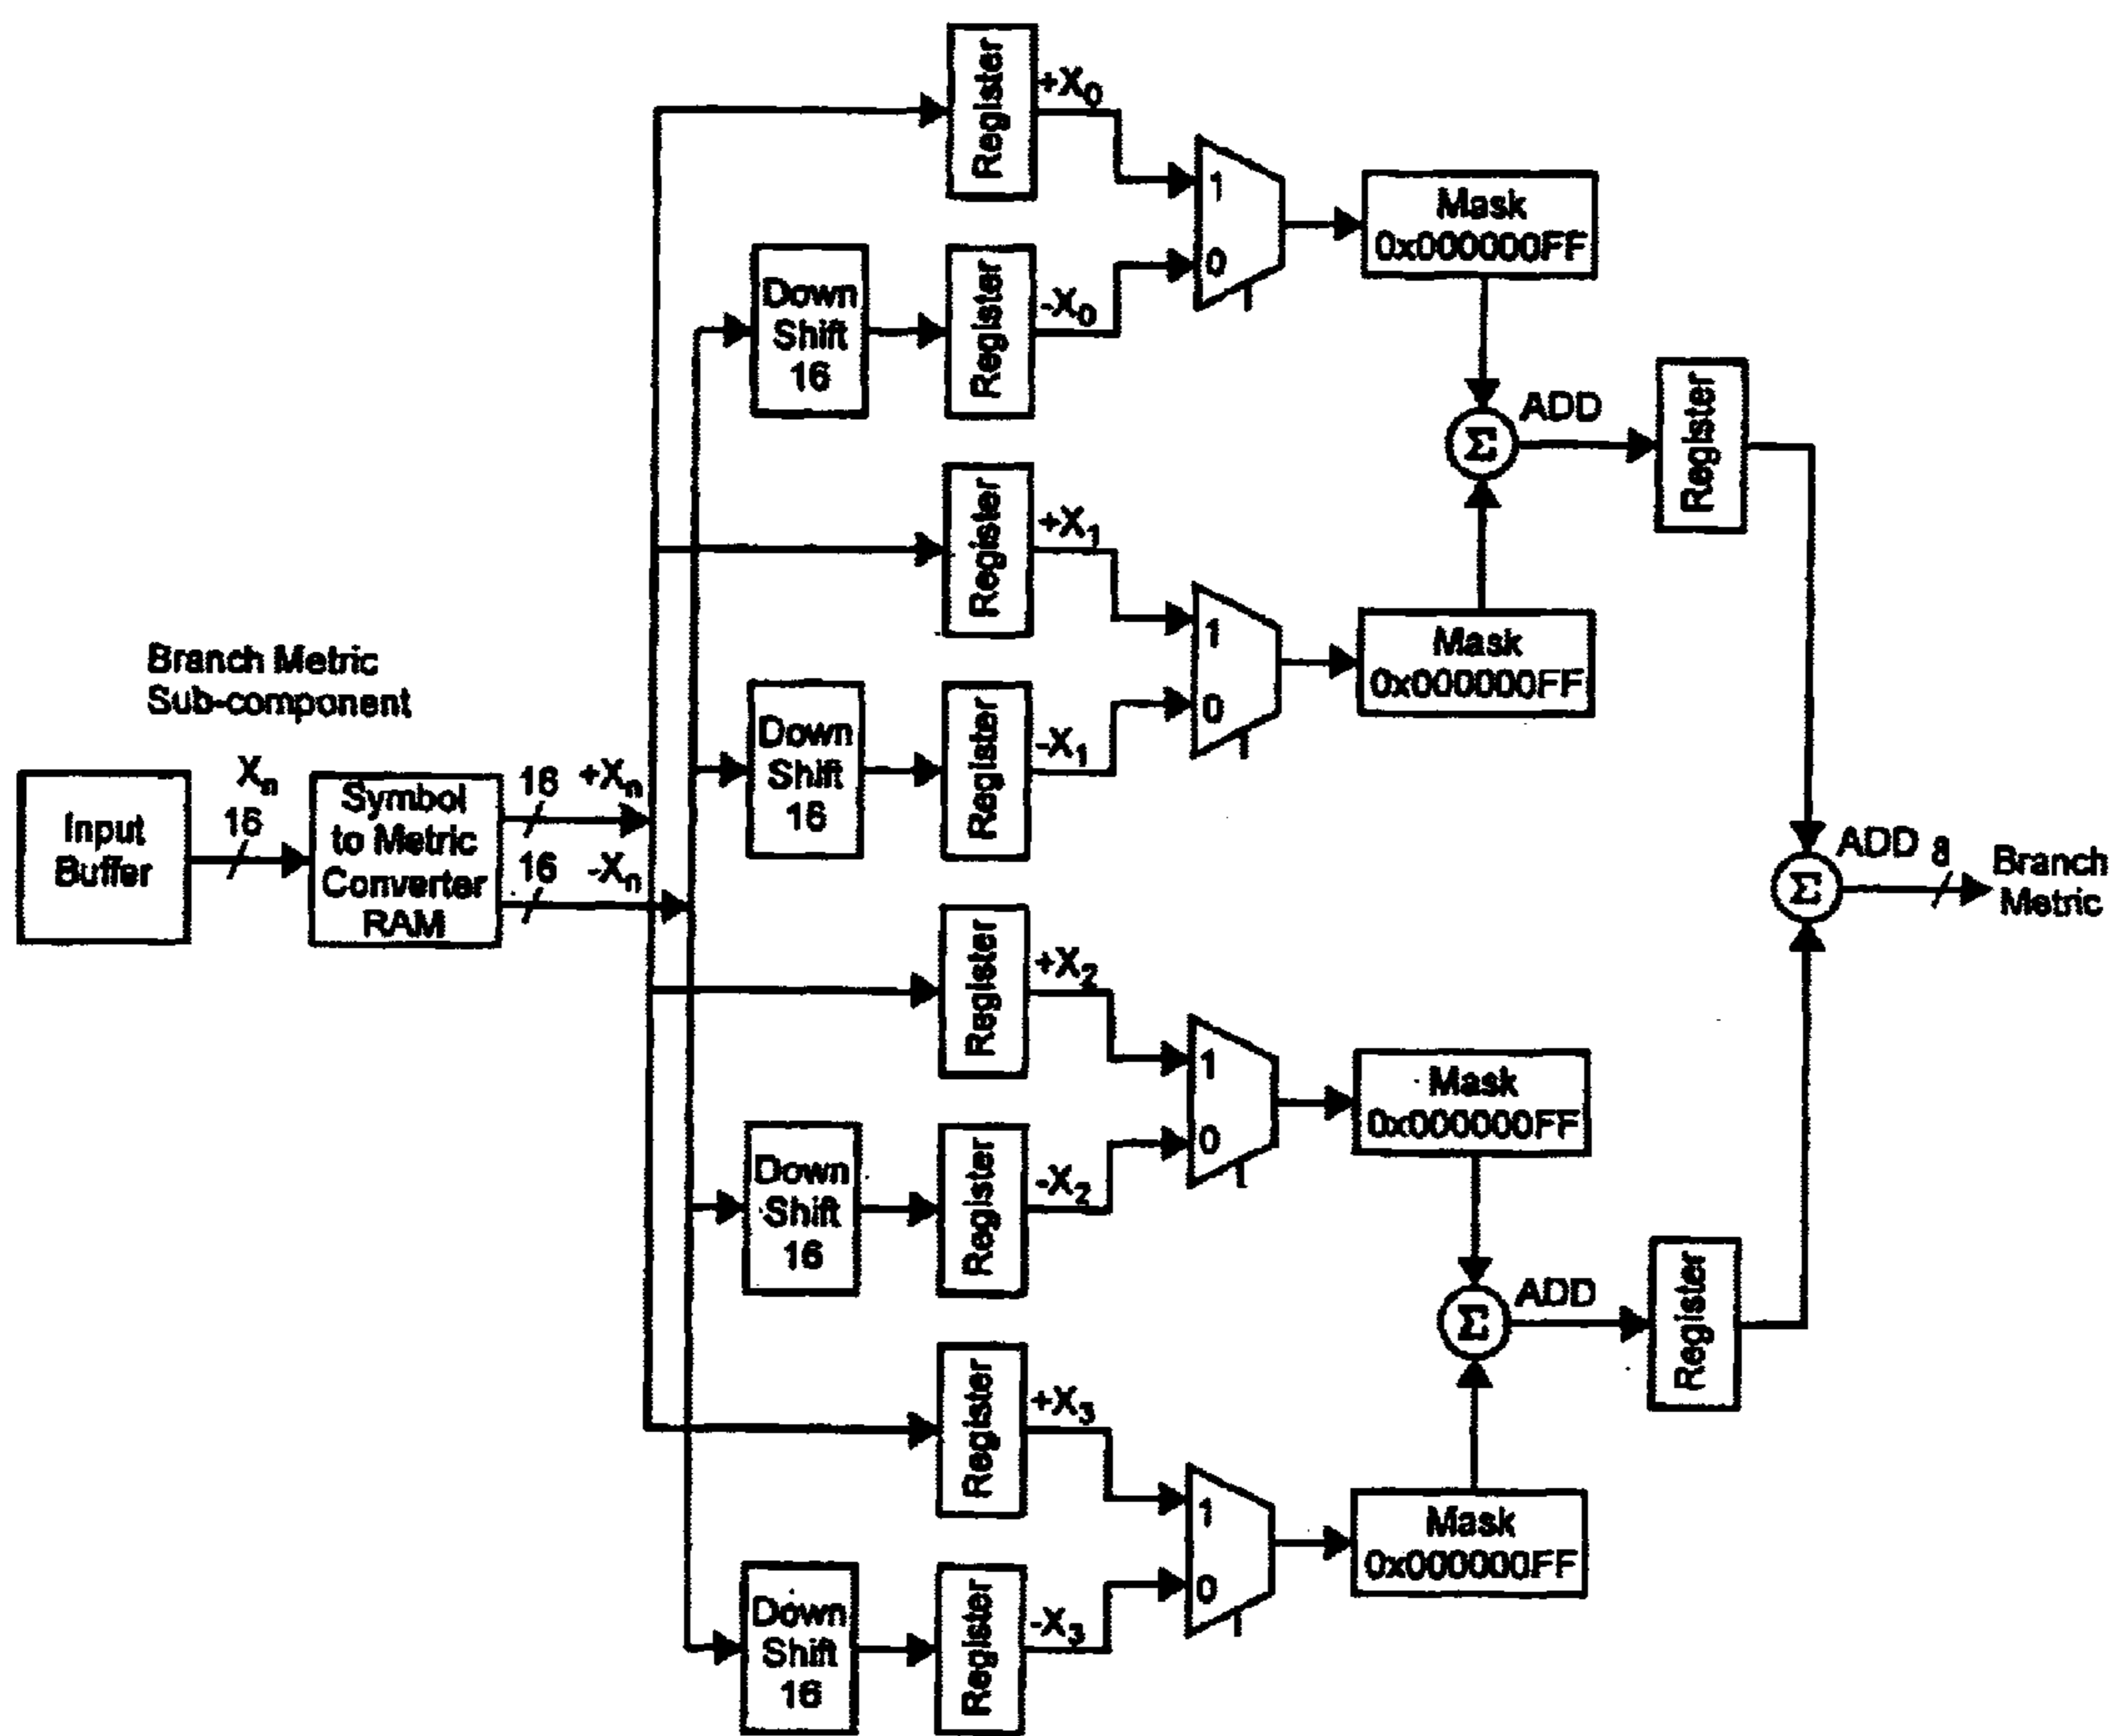 Register
+X0
1
Mask
0x000000FF
Down
Shift
16
Register
-X0
0
ADD
Register
Register
+X1
1
Mask
0x000000FF
Branch Metric
Sub-component
Down
Shift
16
Register
-X1
0
Input
Buffer
Xn
16
Symbol
to Metric
Converter
RAM
16
+Xn
16
-Xn
Σ
Σ
ADD
8
Branch
Metric
Register
+X2
1
Mask
0x000000FF
Down
Shift
16
Register
-X2
0
Σ
ADD
Register
Register
+X3
1
Mask
0x000000FF
Down
Shift
16
Register
-X3
0